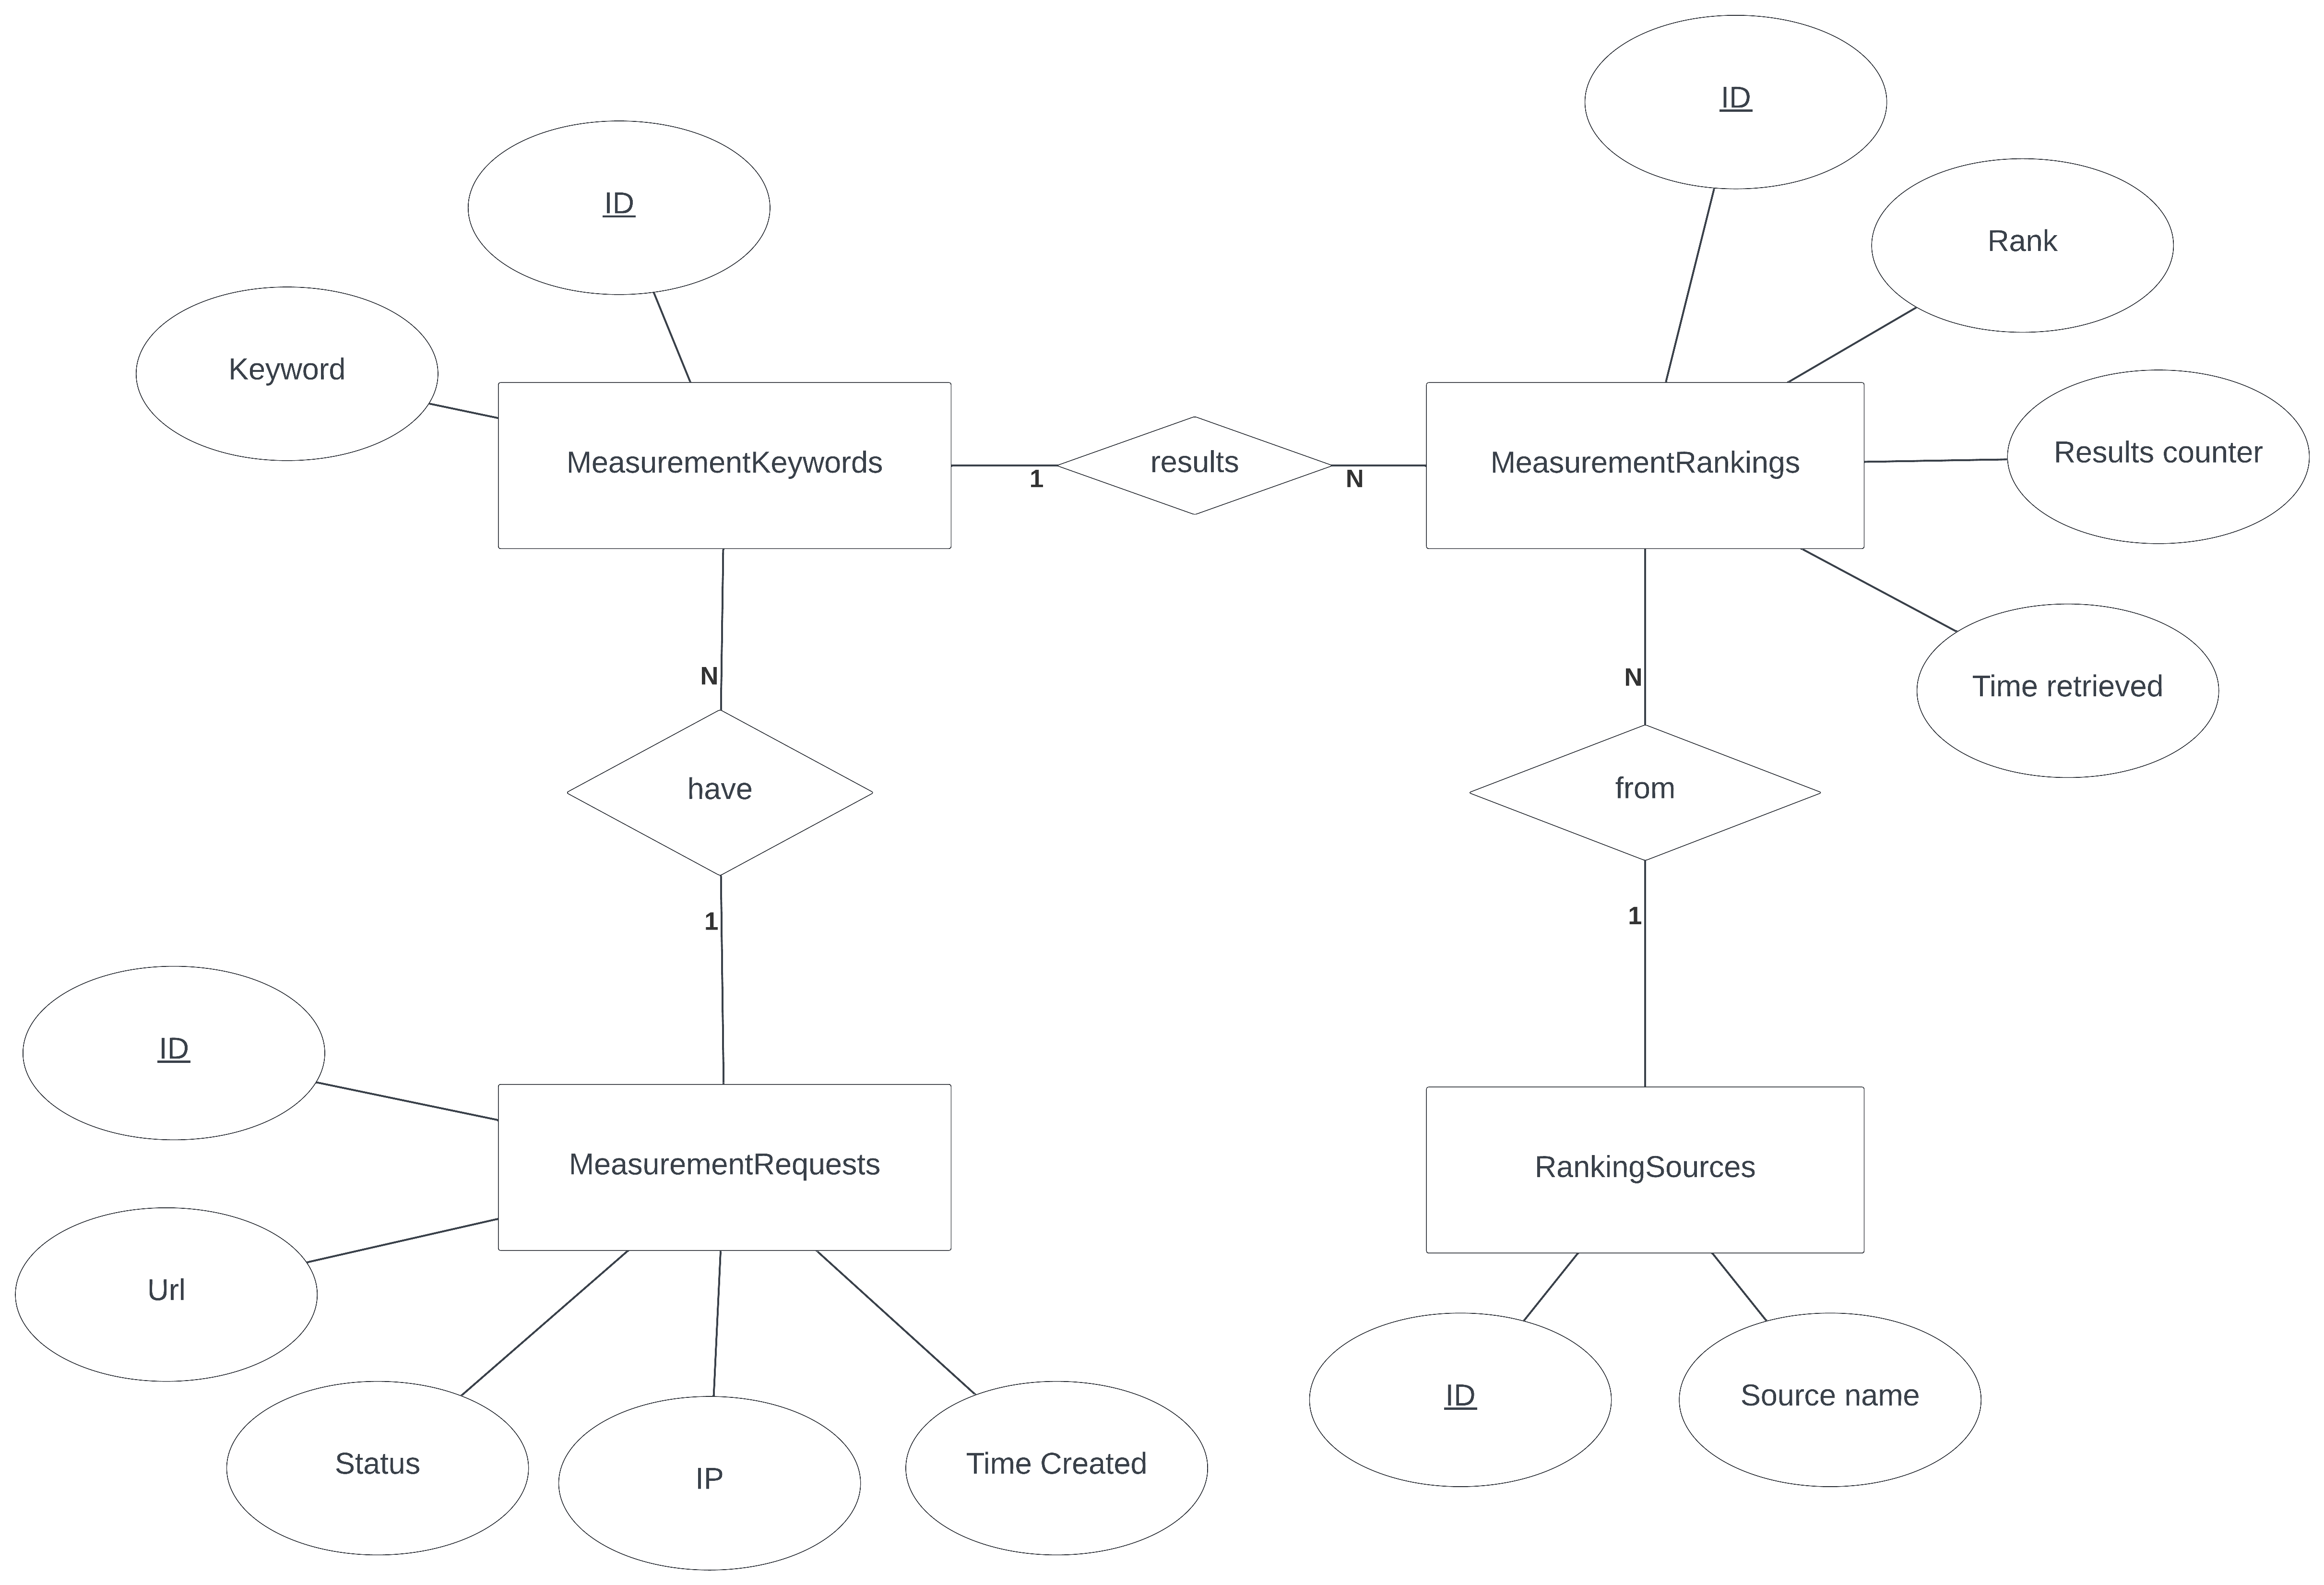 ID
ID
Rank
Keyword
Results counter
MeasurementKeywords
1
results
N
MeasurementRankings
Time retrieved
N
N
have
from
1
1
ID
MeasurementRequests
RankingSources
Url
ID
Source name
Status
IP
Time Created